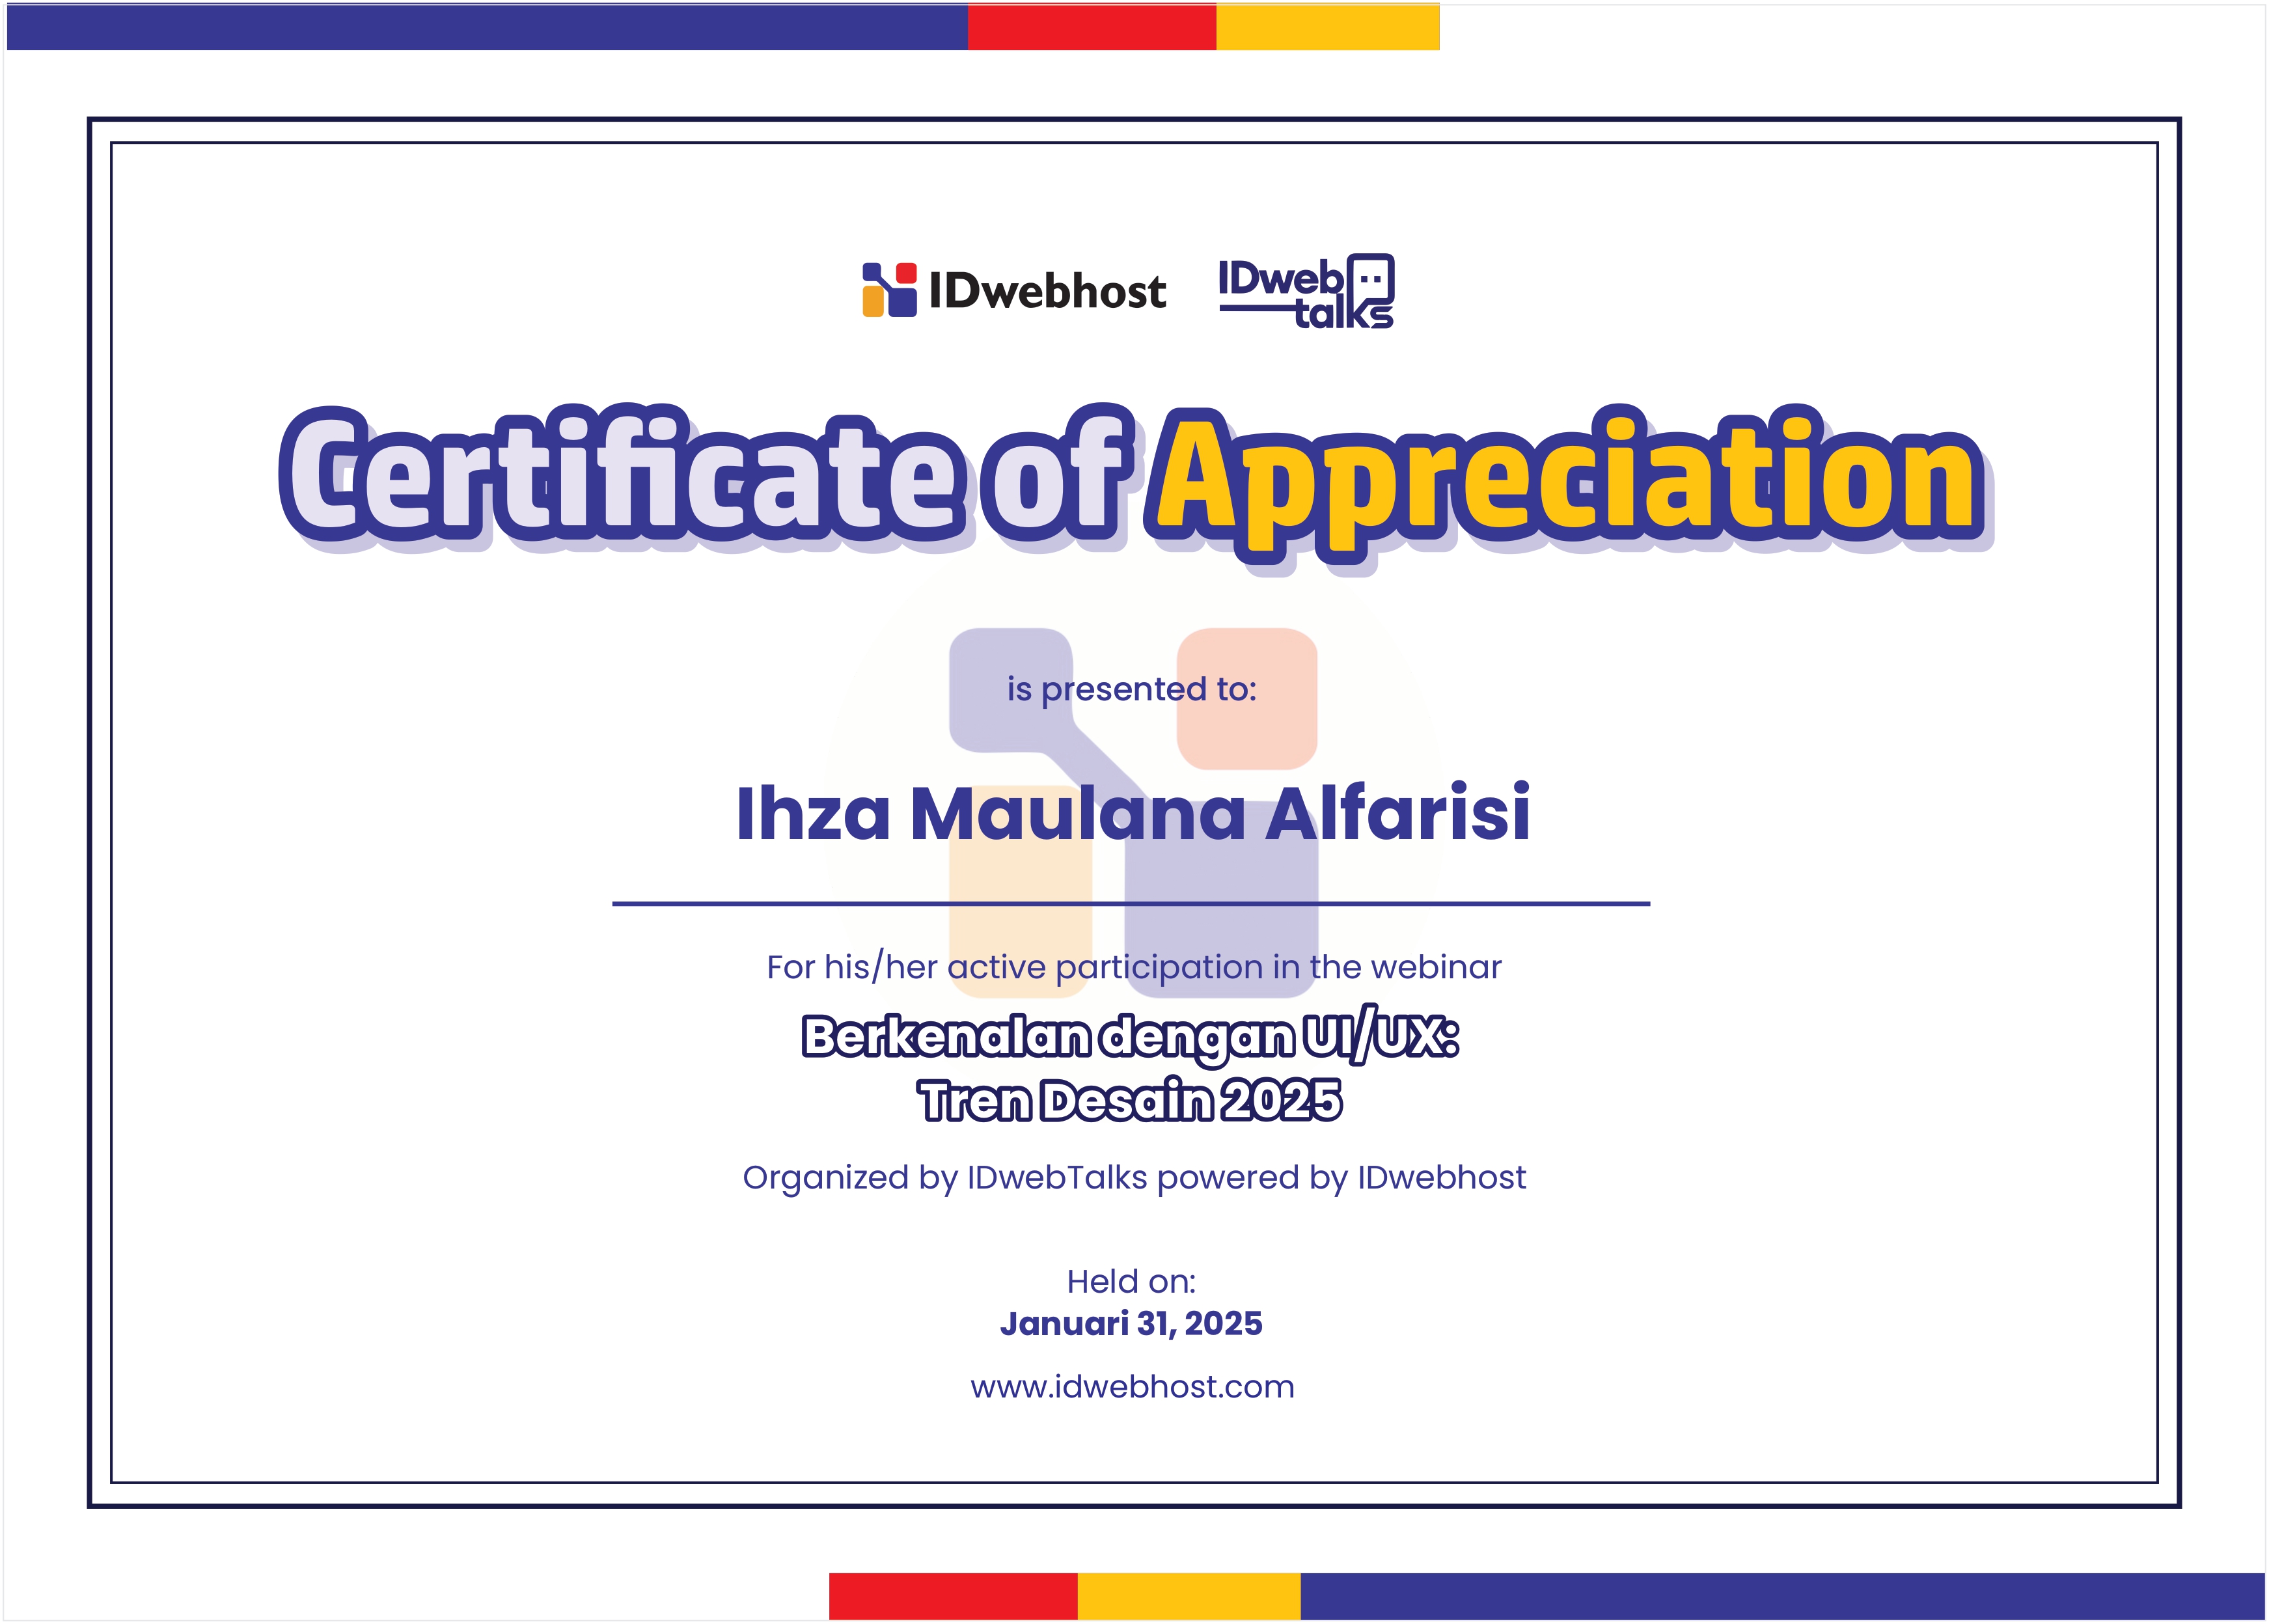 IDwebhost
IDweb
talks
Certificate of Appreciation
is presented to:
Ihza Maulana Alfarisi
For his/her active participation in the webinar
Berkenalan dengan UI/UX:
Tren Desain 2025
Organized by IDwebTalks powered by IDwebhost
Held on:
Januari 31, 2025
www.idwebhost.com